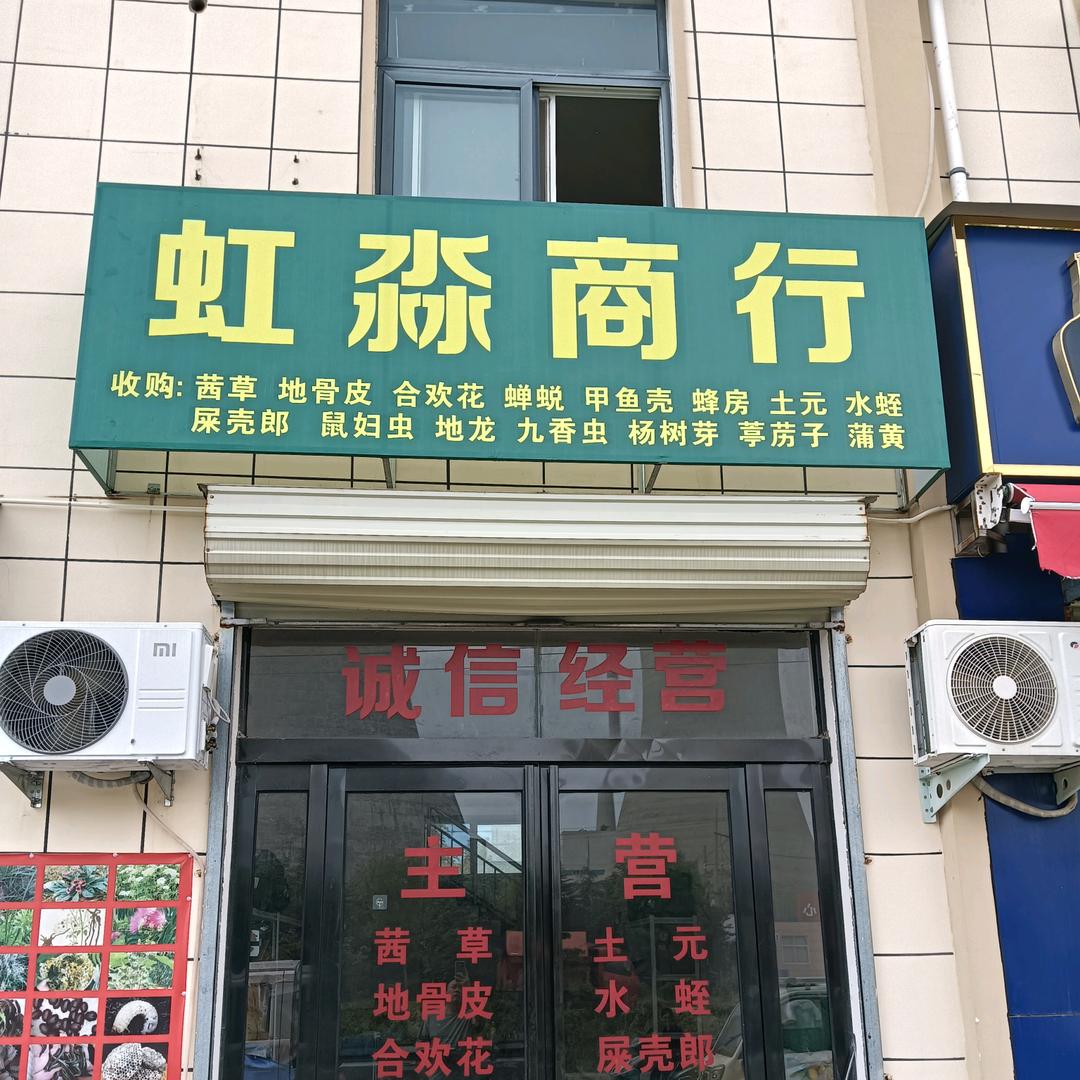 虹淼商行
收购: 茜草 地骨皮 合欢花 蝉蜕 甲鱼壳 蜂房 土元 水蛭
屎壳郎 鼠妇虫 地龙 九香虫 杨树芽 葶苈子 蒲黄
mi
诚信经营
主 营
茜草 土元
地骨皮 水蛭
合欢花 屎壳郎
心